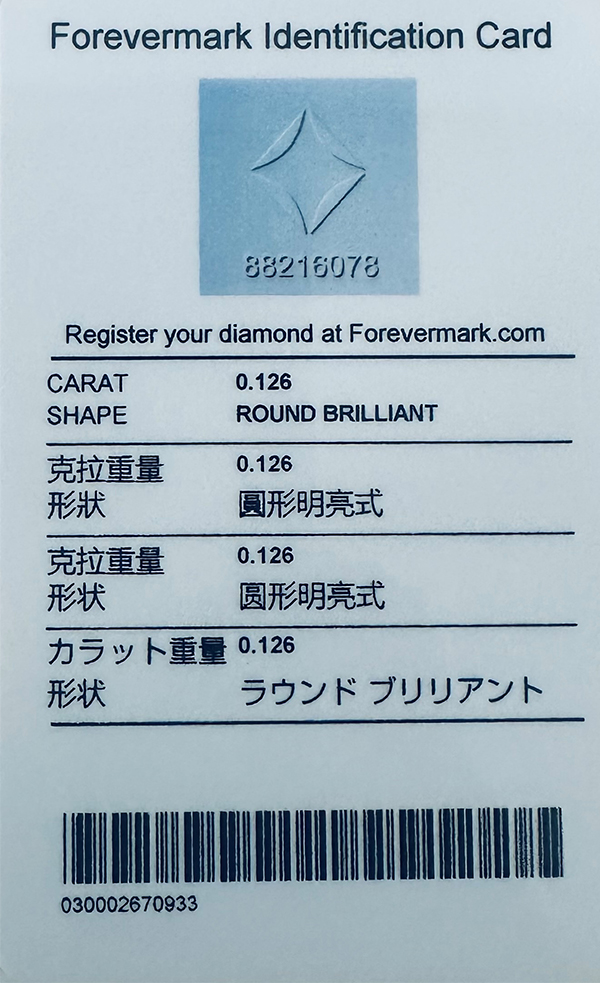 Forevermark Identification Card
88216078
Register your diamond at Forevermark.com
CARAT 0.126
SHAPE ROUND BRILLIANT
克拉重量 0.126
形狀 圓形明亮式
克拉重量 0.126
形状 圆形明亮式
カラット重量 0.126
形状 ラウンド ブリリアント
030002670933